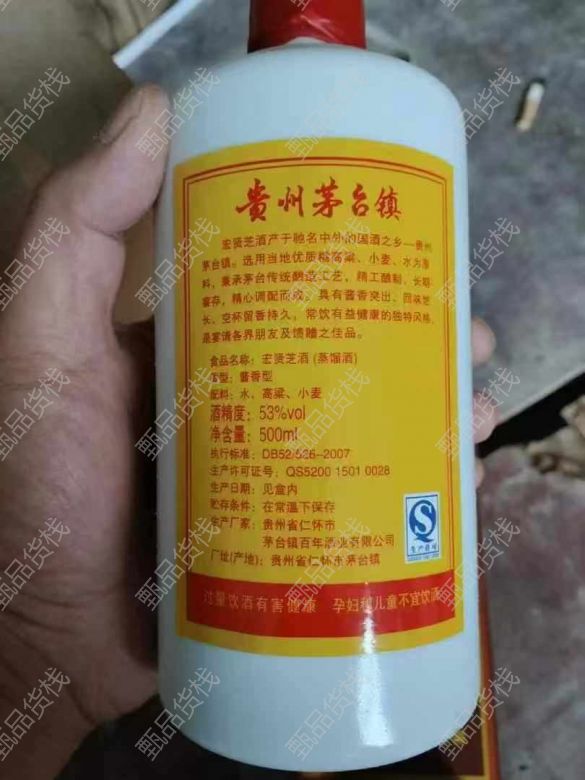 贵州茅台镇
宏贤芝酒产于驰名中外的国酒之乡—贵州
茅台镇。选用当地优质糯高粱、小麦、水为原
料，秉承茅台传统酿造工艺，精工酿制、长期
窖存，精心调配而成，具有酱香突出、回味悠
长、空杯留香持久，常饮有益健康的独特风格，
是宴请各界朋友及馈赠之佳品。
食品名称：宏贤芝酒(蒸馏酒)
香型：酱香型
配料：水、高粱、小麦
酒精度：53%vol
净含量：500ml
执行标准：DB52/526-2007
生产许可证号：QS5200 1501 0028
生产日期：见盒内
贮存条件：在常温下保存
生产厂家：贵州省仁怀市
茅台镇百年酒业有限公司
厂址(产地)：贵州省仁怀市茅台镇
生产许可
过量饮酒有害健康 孕妇和儿童不宜饮酒
甄品货栈